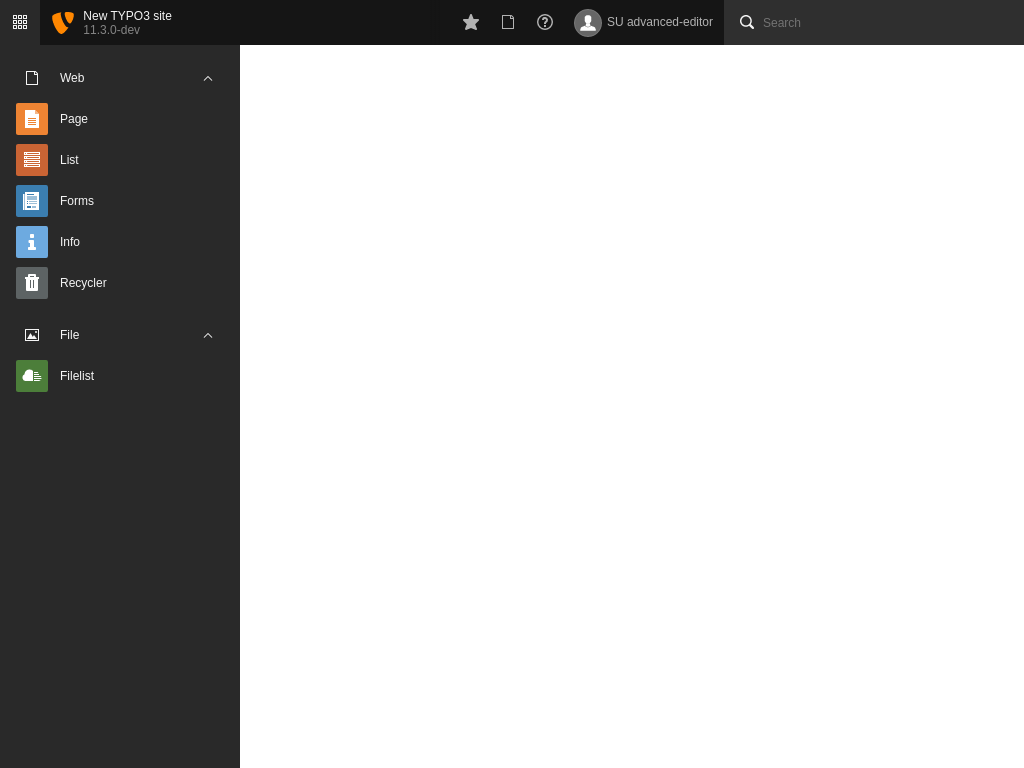 New TYPO3 site
11.3.0-dev
SU advanced-editor
Search
Web
Page
List
Forms
Info
Recycler
File
Filelist